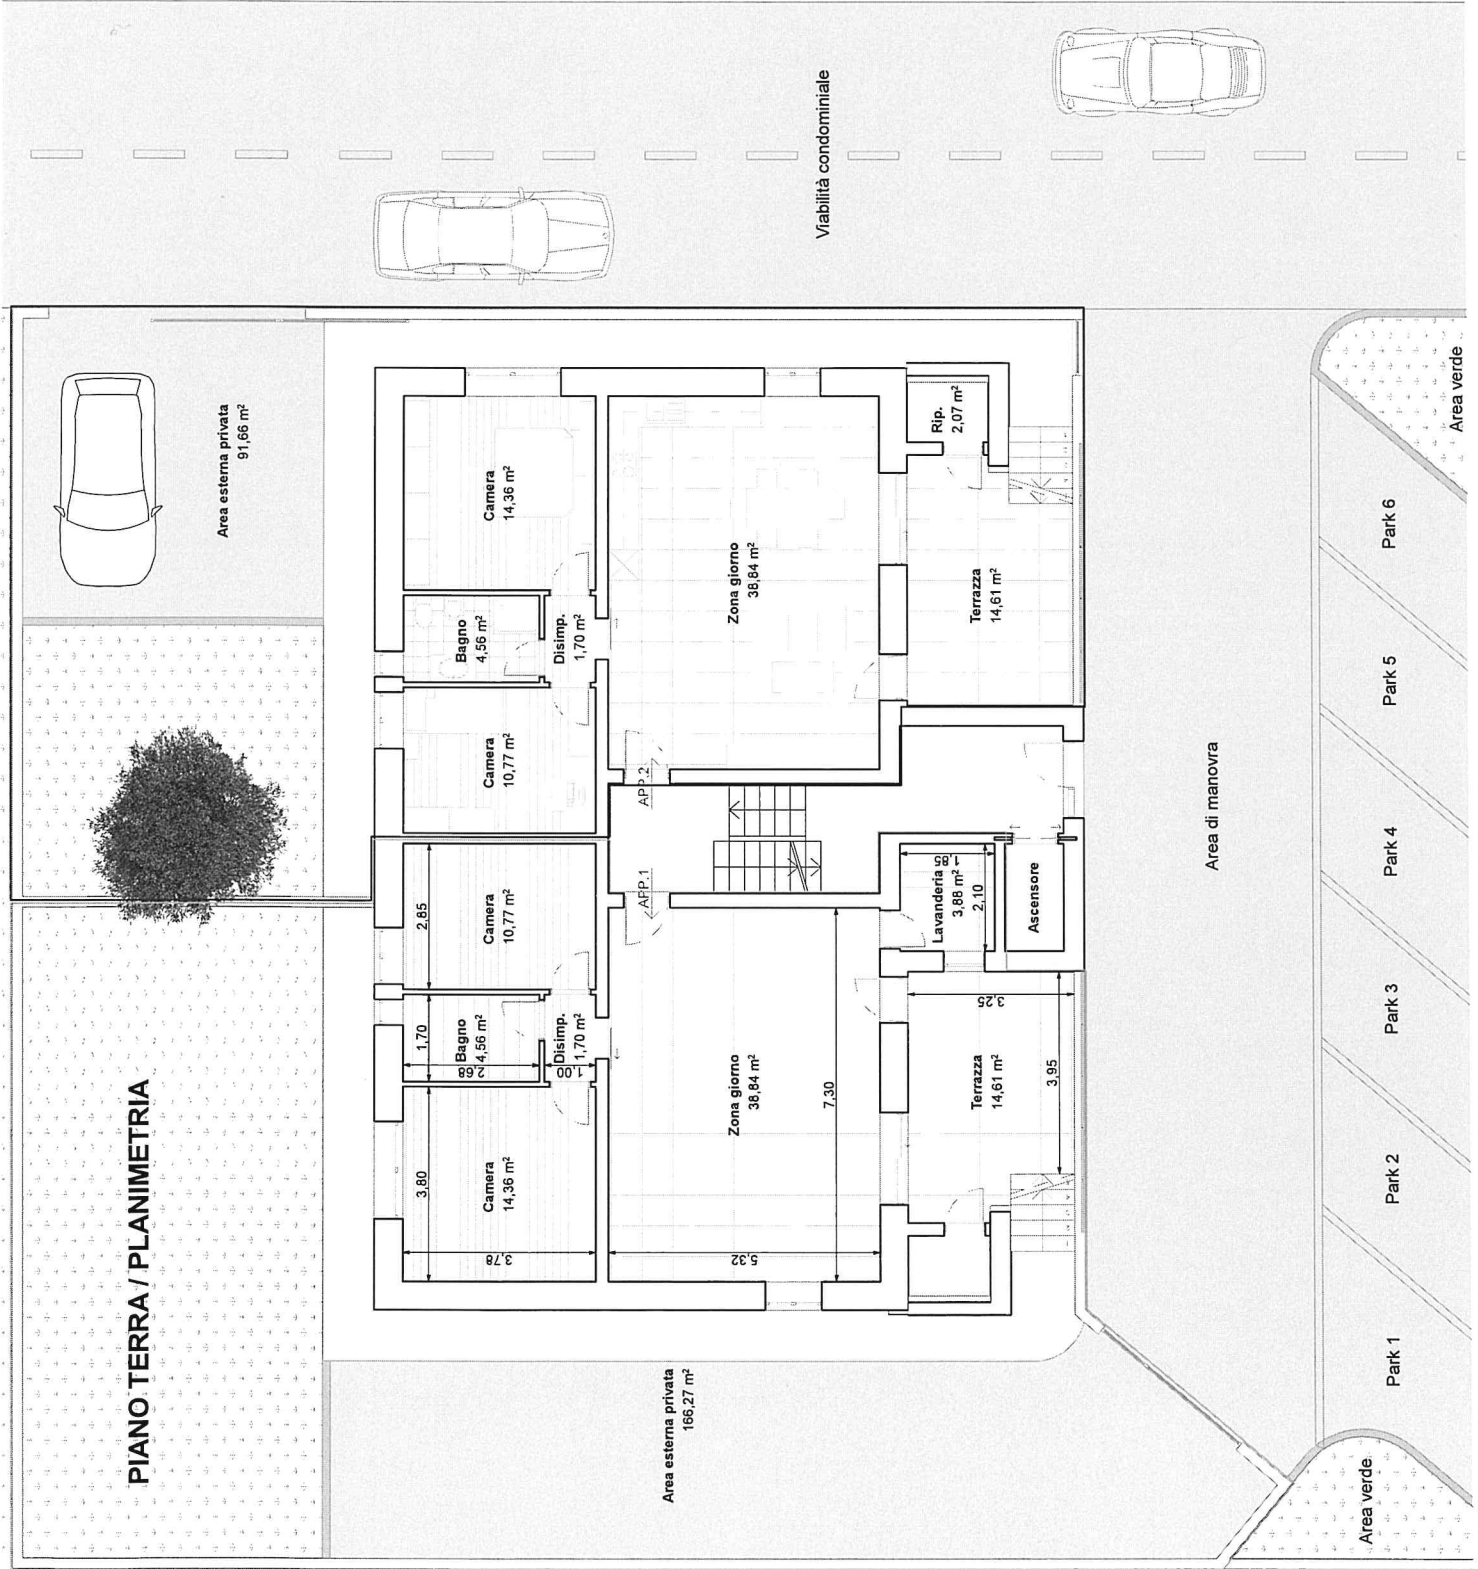 PIANO TERRA / PLANIMETRIA
Viabilità condominiale
Area esterna privata
91,66 m²
Camera
14,36 m²
Bagno
4,56 m²
Disimp.
1,70 m²
Camera
10,77 m²
Zona giorno
38,84 m²
Rip.
2,07 m²
Terrazza
14,61 m²
APP.2
APP.1
Camera
10,77 m²
2,85
Bagno
4,56 m²
1,70
2,68
Disimp.
1,70 m²
1,00
Camera
14,36 m²
3,80
3,78
Zona giorno
38,84 m²
7,30
5,32
Lavanderia
3,88 m²
1,85
2,10
Ascensore
Terrazza
14,61 m²
3,25
3,95
Area esterna privata
166,27 m²
Area di manovra
Area verde
Park 1
Park 2
Park 3
Park 4
Park 5
Park 6
Area verde